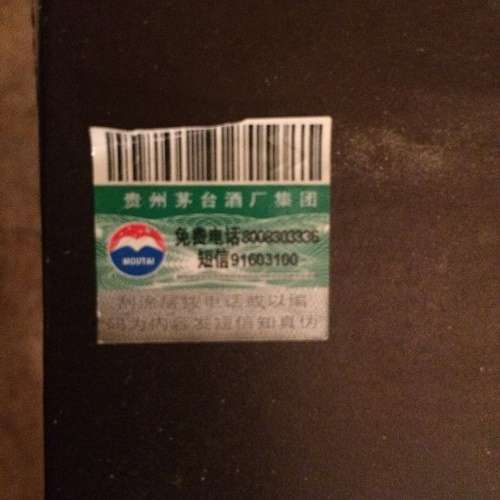 贵州茅台酒厂集团
免费电话8008303336
MOUTAI
短信91603100
刮涂层拨电话或以编
码为内容发短信知真伪